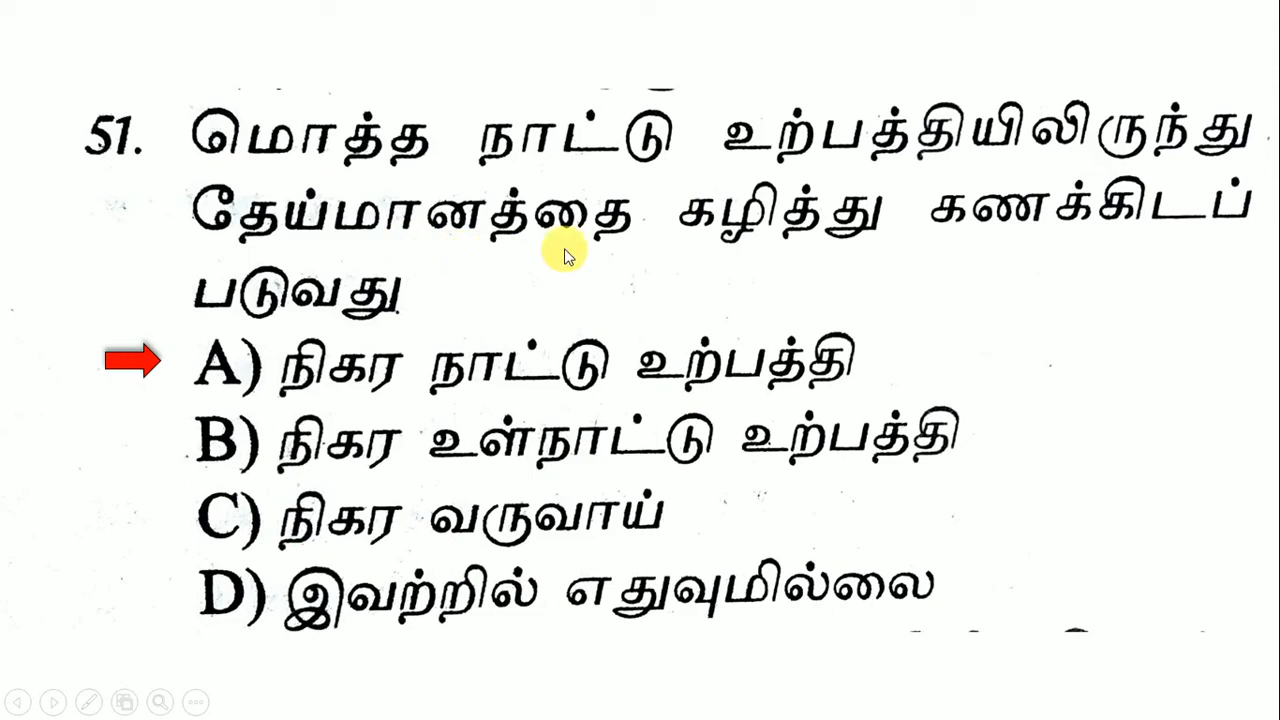 51. மொத்த நாட்டு உற்பத்தியிலிருந்து
தேய்மானத்தை கழித்து கணக்கிடப்
படுவது
A) நிகர நாட்டு உற்பத்தி
B) நிகர உள்நாட்டு உற்பத்தி
C) நிகர வருவாய்
D) இவற்றில் எதுவுமில்லை